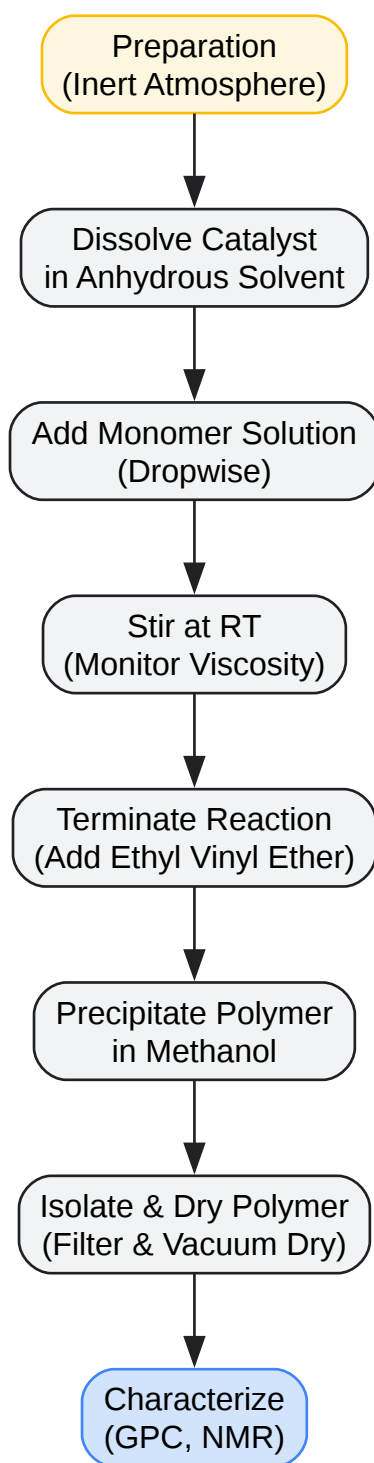 Preparation
(Inert Atmosphere)
Dissolve Catalyst
in Anhydrous Solvent
Add Monomer Solution
(Dropwise)
Stir at RT
(Monitor Viscosity)
Terminate Reaction
(Add Ethyl Vinyl Ether)
Precipitate Polymer
in Methanol
Isolate & Dry Polymer
(Filter & Vacuum Dry)
Characterize
(GPC, NMR)